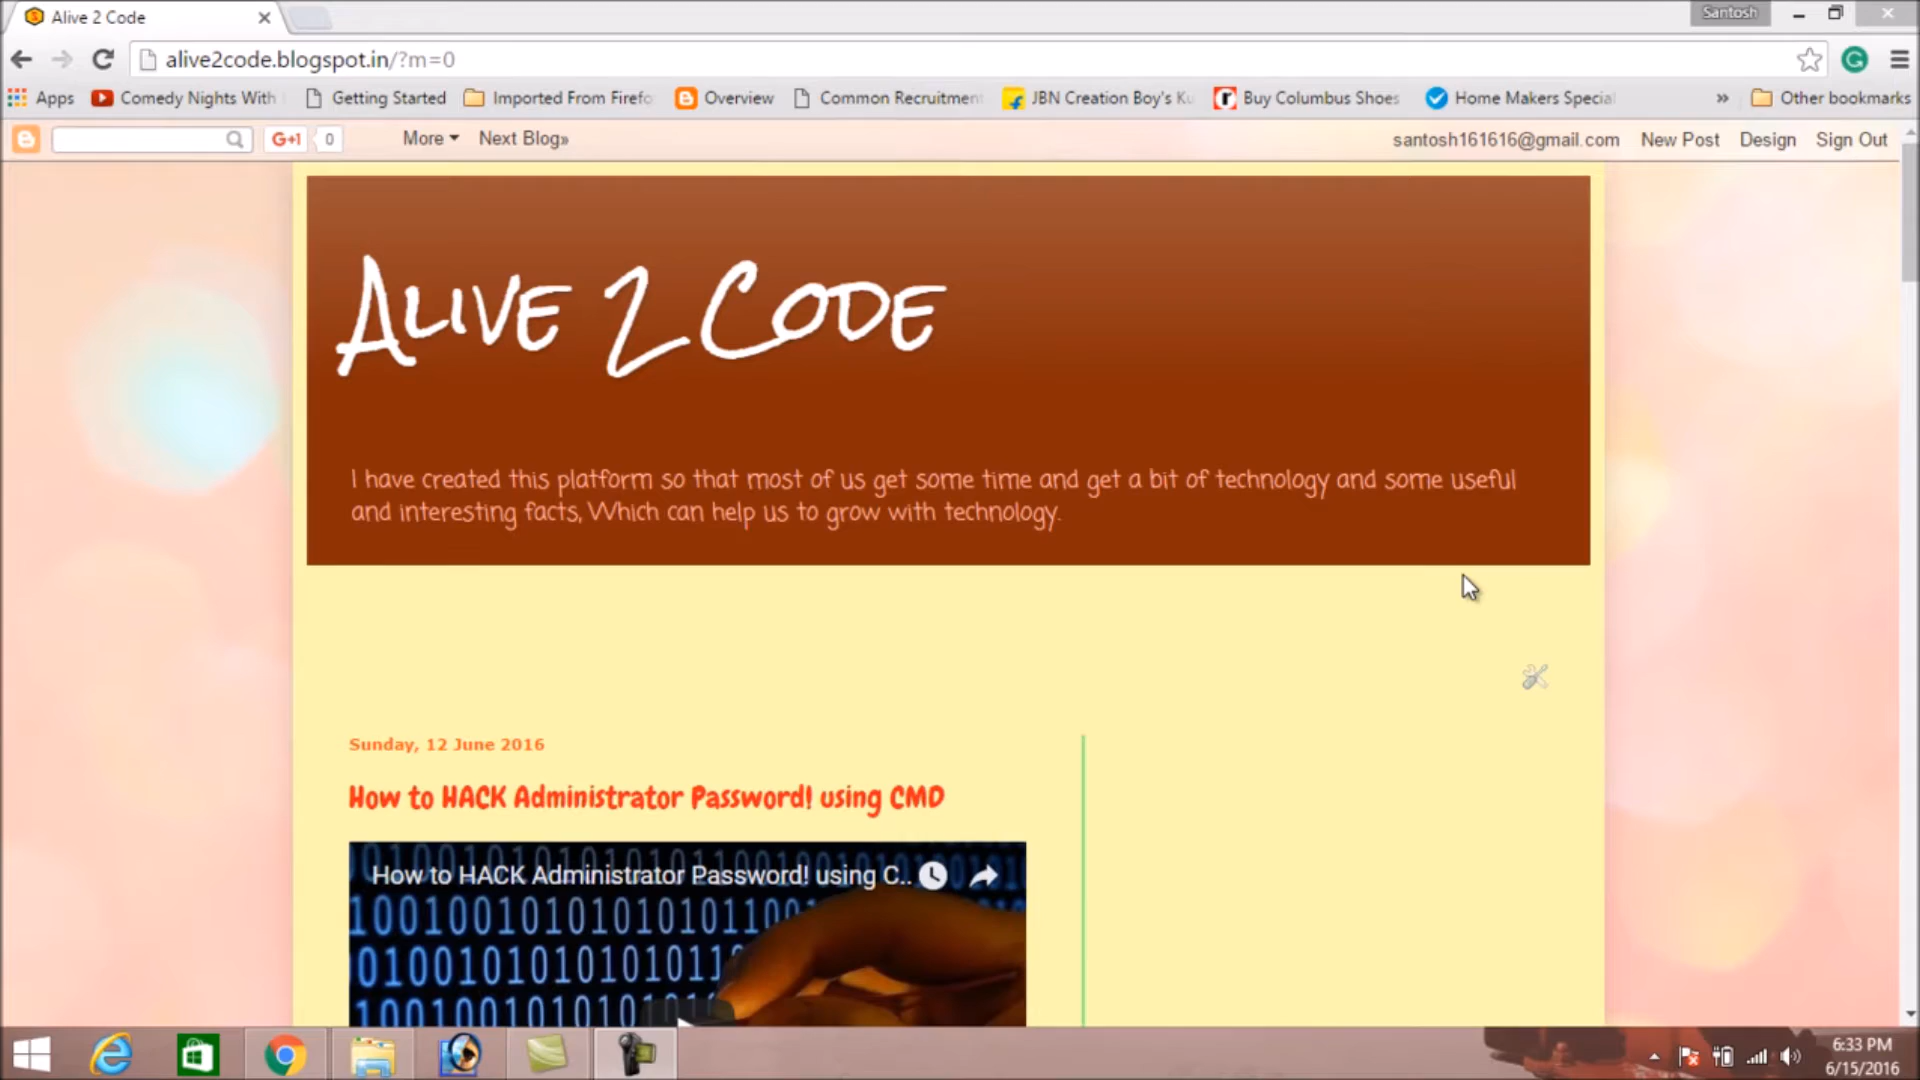 Alive 2 Code
Santosh
alive2code.blogspot.in/?m=0
Apps
Comedy Nights With
Getting Started
Imported From Firefo
Overview
Common Recruitment
JBN Creation Boy's Ku
Buy Columbus Shoes
Home Makers Special
»
Other bookmarks
G+1
0
More
Next Blog»
santosh161616@gmail.com
New Post
Design
Sign Out
ALIVE 2 CODE
I have created this platform so that most of us get some time and get a bit of technology and some useful
and interesting facts, Which can help us to grow with technology.
Sunday, 12 June 2016
How to HACK Administrator Password! using CMD
How to HACK Administrator Password! using C..
6:33 PM
6/15/2016